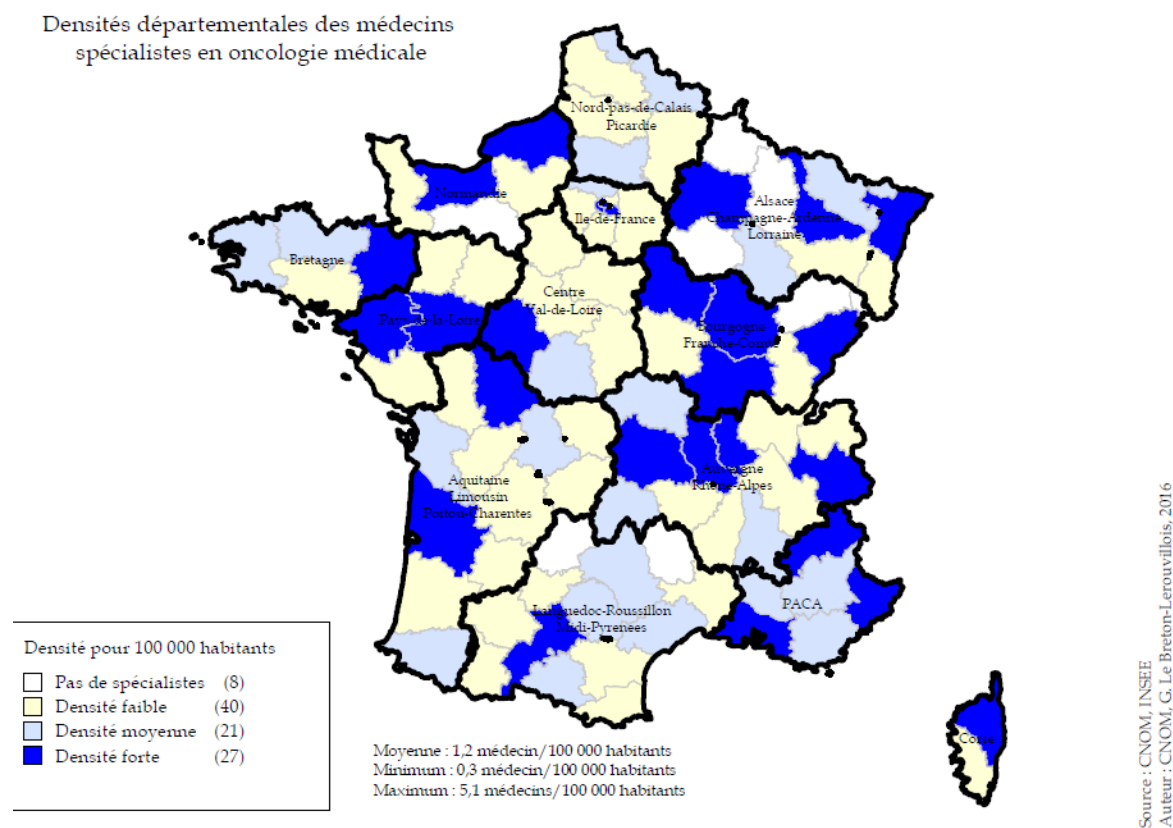 Densités départementales des médecins
spécialistes en oncologie médicale
Nord-pas-de-Calais
Picardie
Normandie
Ile-de-France
Alsace
Champagne-Ardenne
Lorraine
Bretagne
Centre
Val-de-Loire
Pays-de-la-Loire
Bourgogne
Franche-Comté
Auvergne
Rhône-Alpes
Aquitaine
Limousin
Poiton-Charentes
PACA
Languedoc-Roussillon
Midi-Pyrenées
Corse
Densité pour 100 000 habitants
Pas de spécialistes (8)
Densité faible (40)
Densité moyenne (21)
Densité forte (27)
Moyenne : 1,2 médecin/100 000 habitants
Minimum : 0,3 médecin/100 000 habitants
Maximum : 5,1 médecins/100 000 habitants
Source : CNOM, INSEE
Auteur : CNOM, G. Le Breton-Lerouvillois, 2016